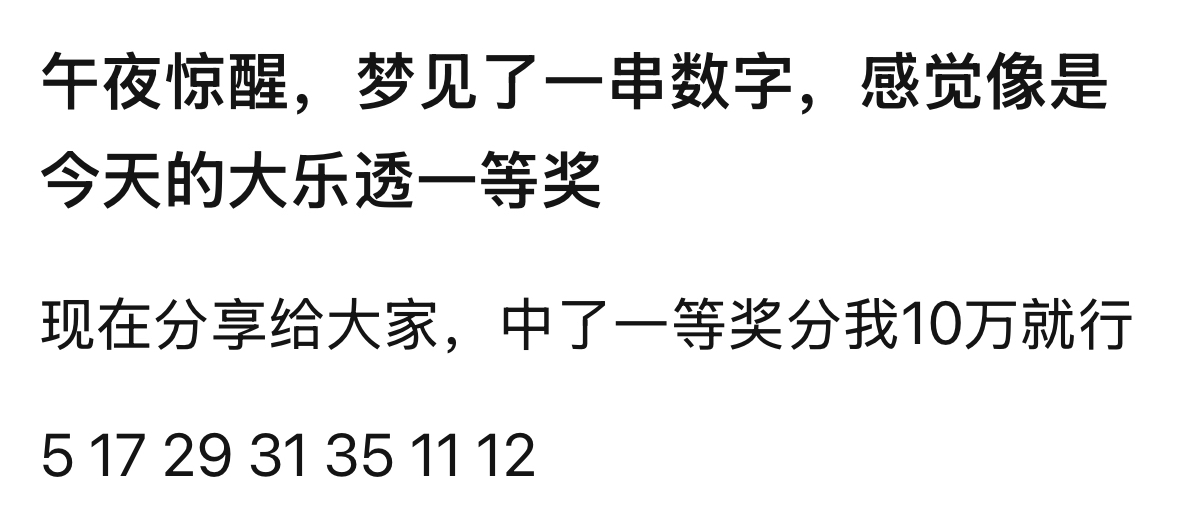 午夜惊醒，梦见了一串数字，感觉像是
今天的大乐透一等奖
现在分享给大家，中了一等奖分我10万就行
5 17 29 31 35 11 12